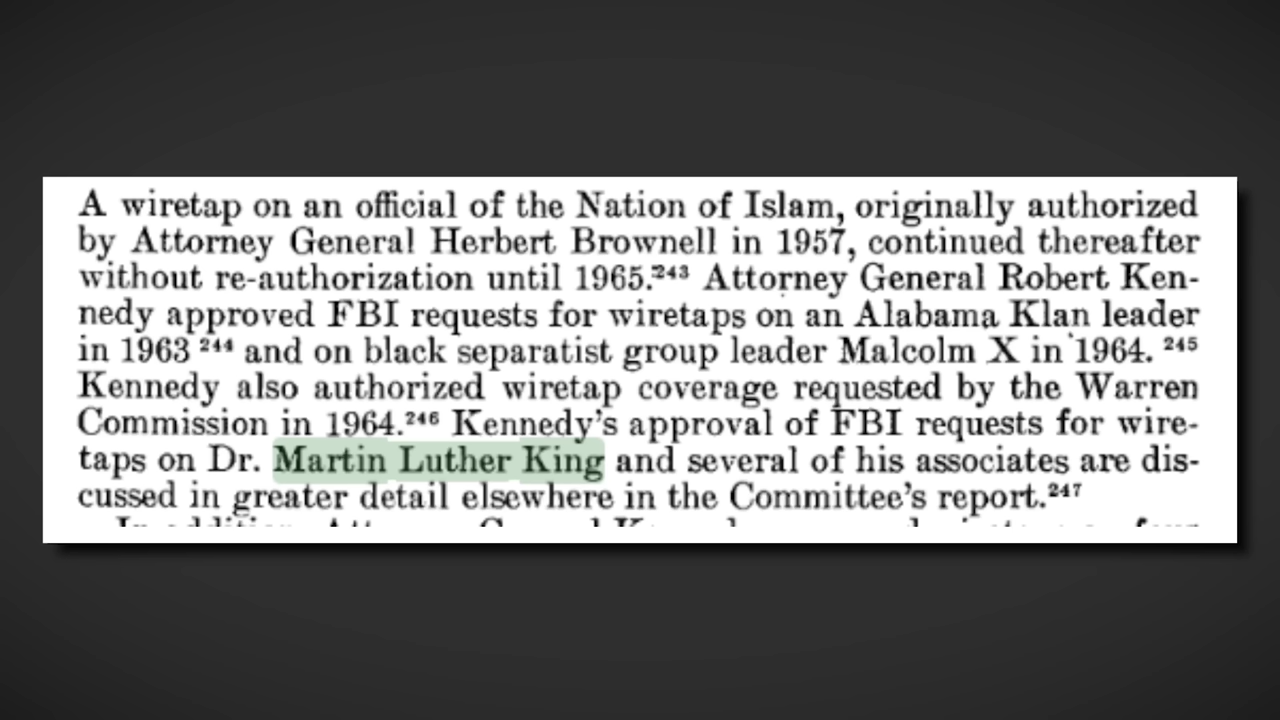 A wiretap on an official of the Nation of Islam, originally authorized
by Attorney General Herbert Brownell in 1957, continued thereafter
without re-authorization until 1965.²⁴³ Attorney General Robert Ken-
nedy approved FBI requests for wiretaps on an Alabama Klan leader
in 1963 ²⁴⁴ and on black separatist group leader Malcolm X in 1964. ²⁴⁵
Kennedy also authorized wiretap coverage requested by the Warren
Commission in 1964.²⁴⁶ Kennedy's approval of FBI requests for wire-
taps on Dr. Martin Luther King and several of his associates are dis-
cussed in greater detail elsewhere in the Committee's report.²⁴⁷